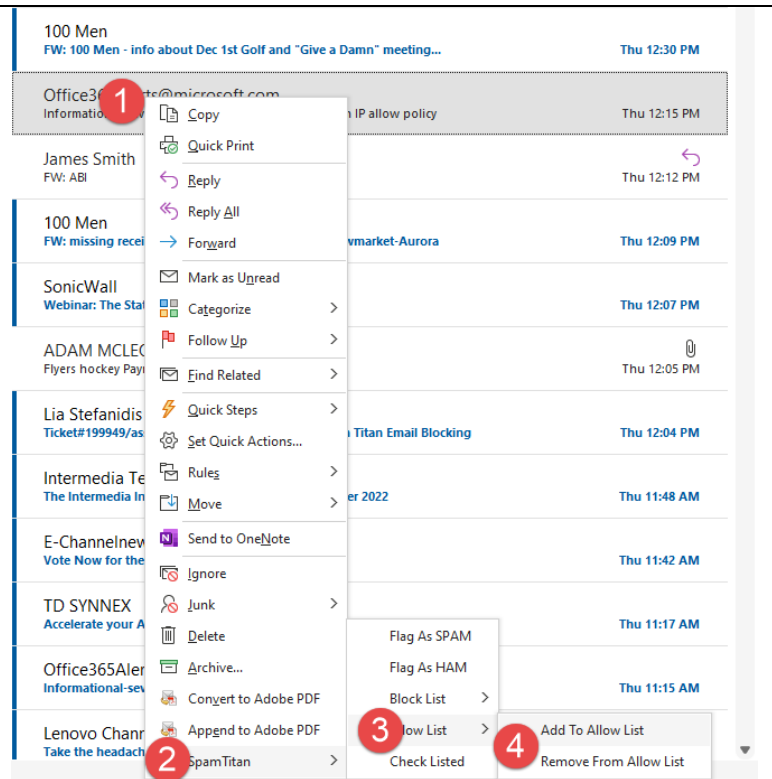 100 Men
FW: 100 Men - info about Dec 1st Golf and "Give a Damn" meeting... Thu 12:30 PM
Office3 ts@microsoft.com
Informatio IP allow policy Thu 12:15 PM
James Smith
FW: ABI Thu 12:12 PM
100 Men
FW: missing recei wmarket-Aurora Thu 12:09 PM
SonicWall
Webinar: The Stat Thu 12:07 PM
ADAM MCLEO
Flyers hockey Payr Thu 12:05 PM
Lia Stefanidis
Ticket#199949/as Titan Email Blocking Thu 12:04 PM
Intermedia Te
The Intermedia In er 2022 Thu 11:48 AM
E-Channelnew
Vote Now for the Thu 11:42 AM
TD SYNNEX
Accelerate your A Thu 11:17 AM
Office365Aler
Informational-sev Thu 11:15 AM
Lenovo Chann
Take the headach
1
Copy
Quick Print
Reply
Reply All
Forward
Mark as Unread
Categorize
Follow Up
Find Related
Quick Steps
Set Quick Actions...
Rules
Move
Send to OneNote
Ignore
Junk
Delete
Archive...
Convert to Adobe PDF
Append to Adobe PDF
2 SpamTitan
Flag As SPAM
Flag As HAM
Block List
3 low List
Check Listed
4 Add To Allow List
Remove From Allow List